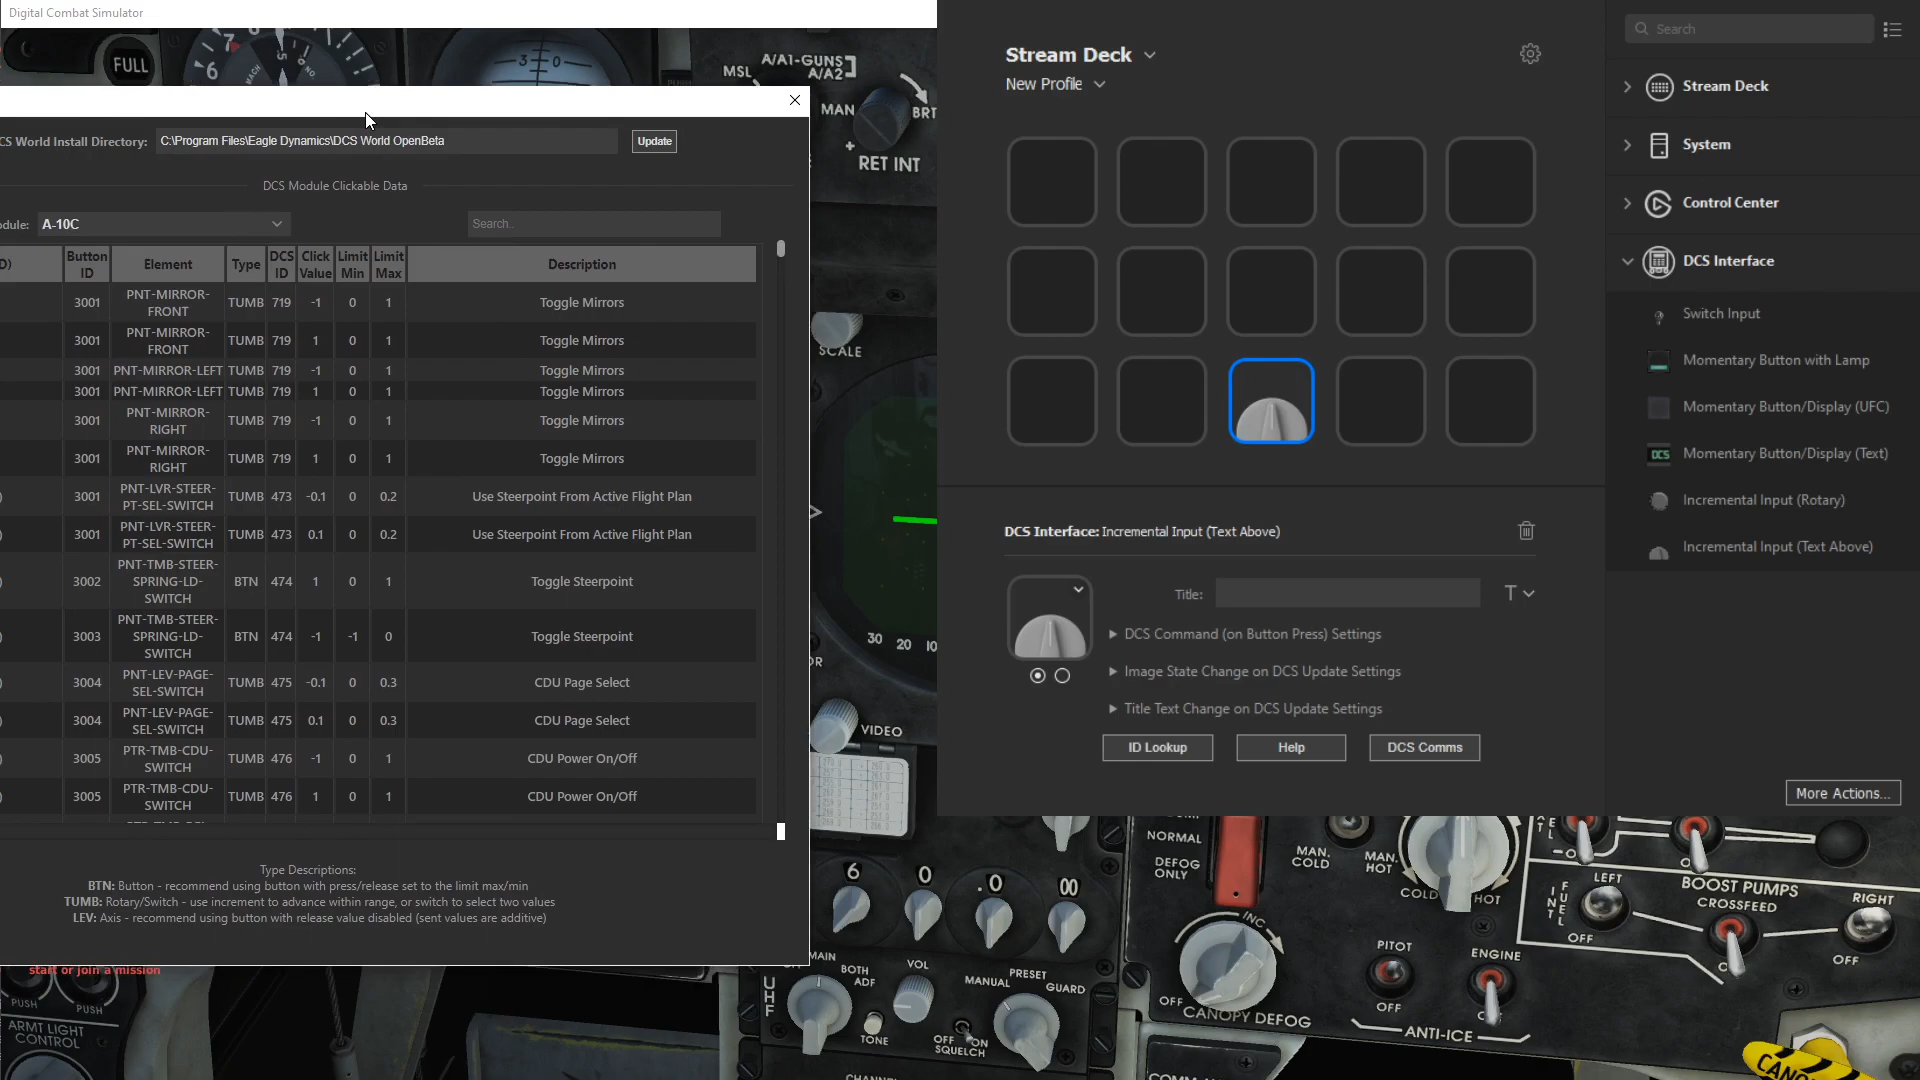 Digital Combat Simulator
FULL
MSL
A/A1-GUNS
A/A2
MAN
BRT
RET INT
CS World Install Directory:
C:\Program Files\Eagle Dynamics\DCS World OpenBeta
Update
DCS Module Clickable Data
A-10C
Search..
Button ID Element Type DCS ID Click Value Limit Min Limit Max Description
3001 PNT-MIRROR-FRONT TUMB 719 -1 0 1 Toggle Mirrors
3001 PNT-MIRROR-FRONT TUMB 719 1 0 1 Toggle Mirrors
3001 PNT-MIRROR-LEFT TUMB 719 -1 0 1 Toggle Mirrors
3001 PNT-MIRROR-LEFT TUMB 719 1 0 1 Toggle Mirrors
3001 PNT-MIRROR-RIGHT TUMB 719 -1 0 1 Toggle Mirrors
3001 PNT-MIRROR-RIGHT TUMB 719 1 0 1 Toggle Mirrors
3001 PNT-LVR-STEER-PT-SEL-SWITCH TUMB 473 -0.1 0 0.2 Use Steerpoint From Active Flight Plan
3001 PNT-LVR-STEER-PT-SEL-SWITCH TUMB 473 0.1 0 0.2 Use Steerpoint From Active Flight Plan
3002 PNT-TMB-STEER-SPRING-LD-SWITCH BTN 474 1 0 1 Toggle Steerpoint
3003 PNT-TMB-STEER-SPRING-LD-SWITCH BTN 474 -1 -1 0 Toggle Steerpoint
3004 PNT-LEV-PAGE-SEL-SWITCH TUMB 475 -0.1 0 0.3 CDU Page Select
3004 PNT-LEV-PAGE-SEL-SWITCH TUMB 475 0.1 0 0.3 CDU Page Select
3005 PTR-TMB-CDU-SWITCH TUMB 476 -1 0 1 CDU Power On/Off
3005 PTR-TMB-CDU-SWITCH TUMB 476 1 0 1 CDU Power On/Off
Type Descriptions:
BTN: Button - recommend using button with press/release set to the limit max/min
TUMB: Rotary/Switch - use increment to advance within range, or switch to select two values
LEV: Axis - recommend using button with release value disabled (sent values are additive)
start or join a mission
PUSH
PUSH
ARMT LIGHT
CONTROL
SCALE
30 20 10
VIDEO
Stream Deck
New Profile
DCS Interface: Incremental Input (Text Above)
Title:
T
DCS Command (on Button Press) Settings
Image State Change on DCS Update Settings
Title Text Change on DCS Update Settings
ID Lookup
Help
DCS Comms
Search
Stream Deck
System
Control Center
DCS Interface
Switch Input
Momentary Button with Lamp
Momentary Button/Display (UFC)
DCS
Momentary Button/Display (Text)
Incremental Input (Rotary)
Incremental Input (Text Above)
More Actions...
6 0 .0 00
MAIN
BOTH
ADF
VOL
MANUAL
PRESET
GUARD
UHF
TONE
OFF ON
SQUELCH
NORMAL
DEFOG
ONLY
MAN.
COLD
MAN.
HOT
COLD
HOT
INC
OFF
CANOPY DEFOG
PITOT
OFF
ENGINE
ANTI-ICE
LEFT
INT
FUEL
OFF
BOOST PUMPS
CROSSFEED
RIGHT
OFF